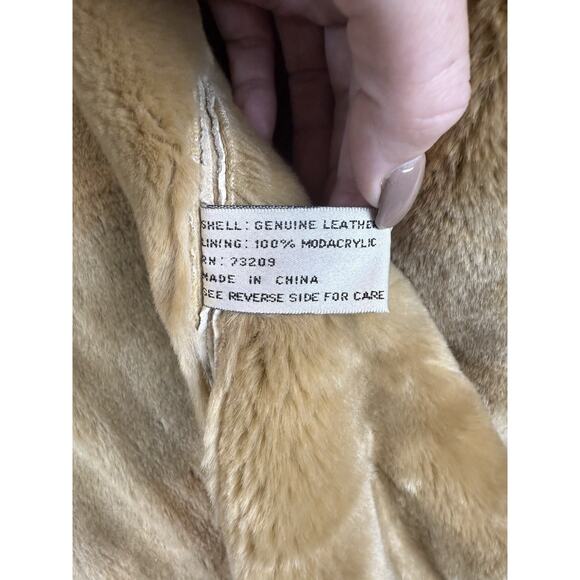 SHELL: GENUINE LEATHER
LINING: 100% MODACRYLIC
RN: 73209
MADE IN CHINA
SEE REVERSE SIDE FOR CARE